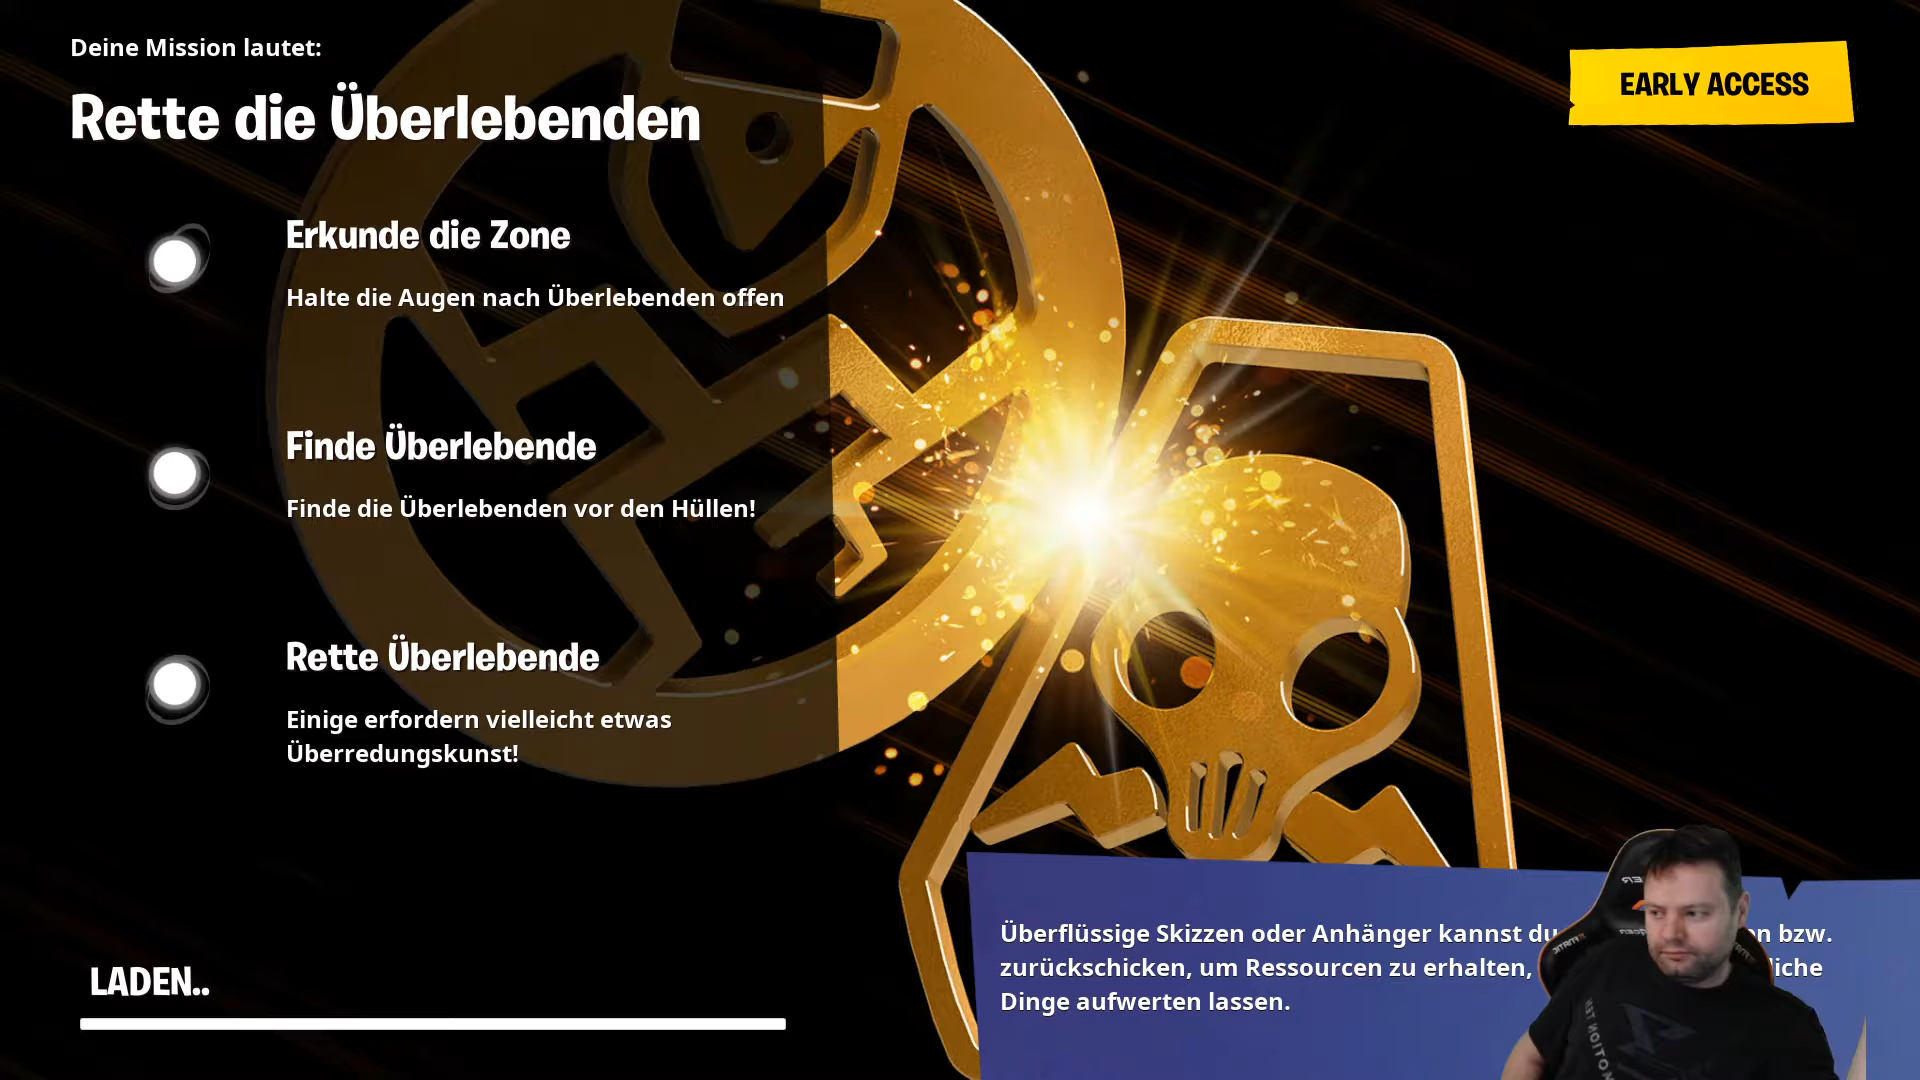 Deine Mission lautet:
Rette die Überlebenden
EARLY ACCESS
Erkunde die Zone
Halte die Augen nach Überlebenden offen
Finde Überlebende
Finde die Überlebenden vor den Hüllen!
Rette Überlebende
Einige erfordern vielleicht etwas
Überredungskunst!
Überflüssige Skizzen oder Anhänger kannst du bzw.
zurückschicken, um Ressourcen zu erhalten,
Dinge aufwerten lassen.
LADEN..